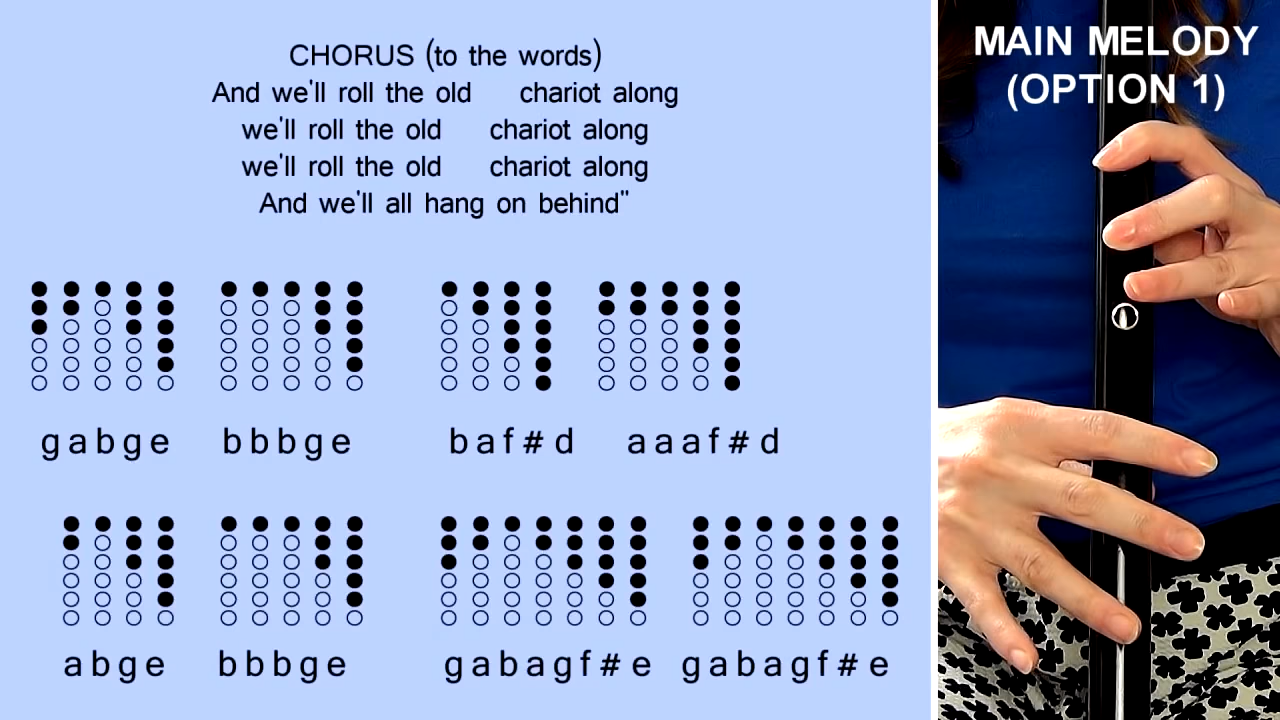 CHORUS (to the words)
And we'll roll the old chariot along
we'll roll the old chariot along
we'll roll the old chariot along
And we'll all hang on behind"
g a b g e b b b g e b a f # d a a a f # d
a b g e b b b g e g a b a g f # e g a b a g f # e
MAIN MELODY
(OPTION 1)